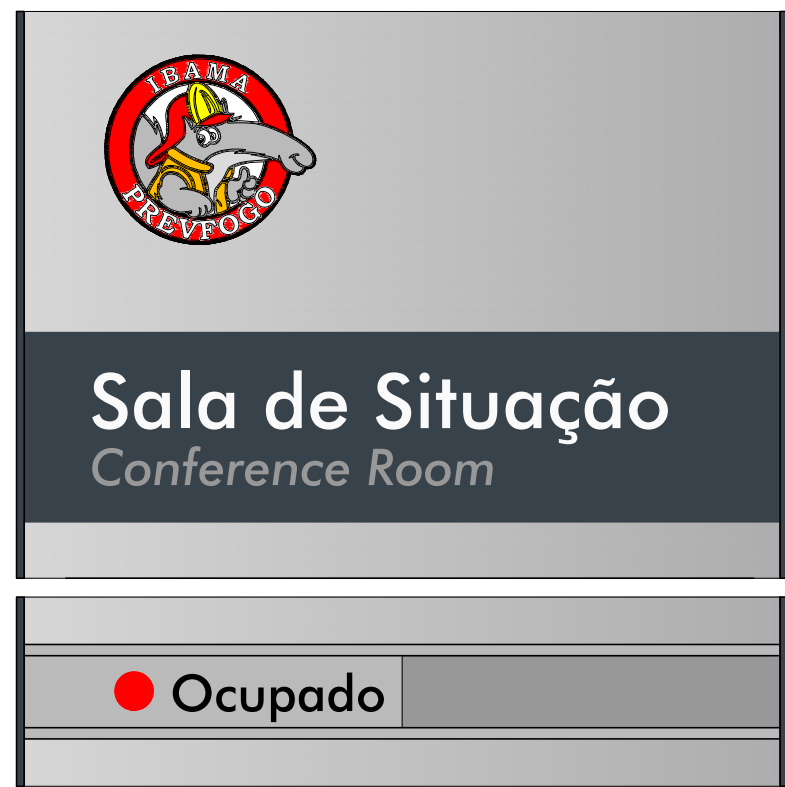 IBAMA
PREVFOGO
Sala de Situação
Conference Room
Ocupado